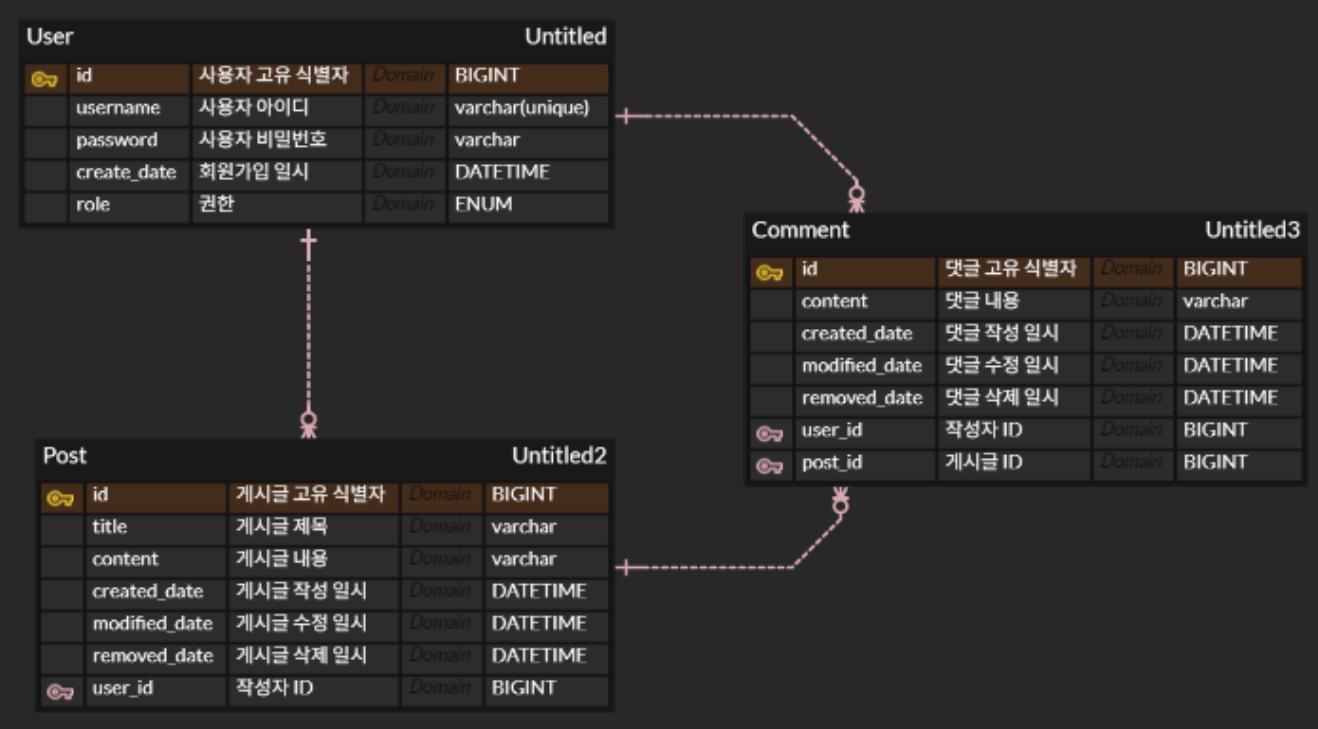 User Untitled
id 사용자 고유 식별자 Domain BIGINT
username 사용자 아이디 Domain varchar(unique)
password 사용자 비밀번호 Domain varchar
create_date 회원가입 일시 Domain DATETIME
role 권한 Domain ENUM
Comment Untitled3
id 댓글 고유 식별자 Domain BIGINT
content 댓글 내용 Domain varchar
created_date 댓글 작성 일시 Domain DATETIME
modified_date 댓글 수정 일시 Domain DATETIME
removed_date 댓글 삭제 일시 Domain DATETIME
user_id 작성자 ID Domain BIGINT
post_id 게시글 ID Domain BIGINT
Post Untitled2
id 게시글 고유 식별자 Domain BIGINT
title 게시글 제목 Domain varchar
content 게시글 내용 Domain varchar
created_date 게시글 작성 일시 Domain DATETIME
modified_date 게시글 수정 일시 Domain DATETIME
removed_date 게시글 삭제 일시 Domain DATETIME
user_id 작성자 ID Domain BIGINT